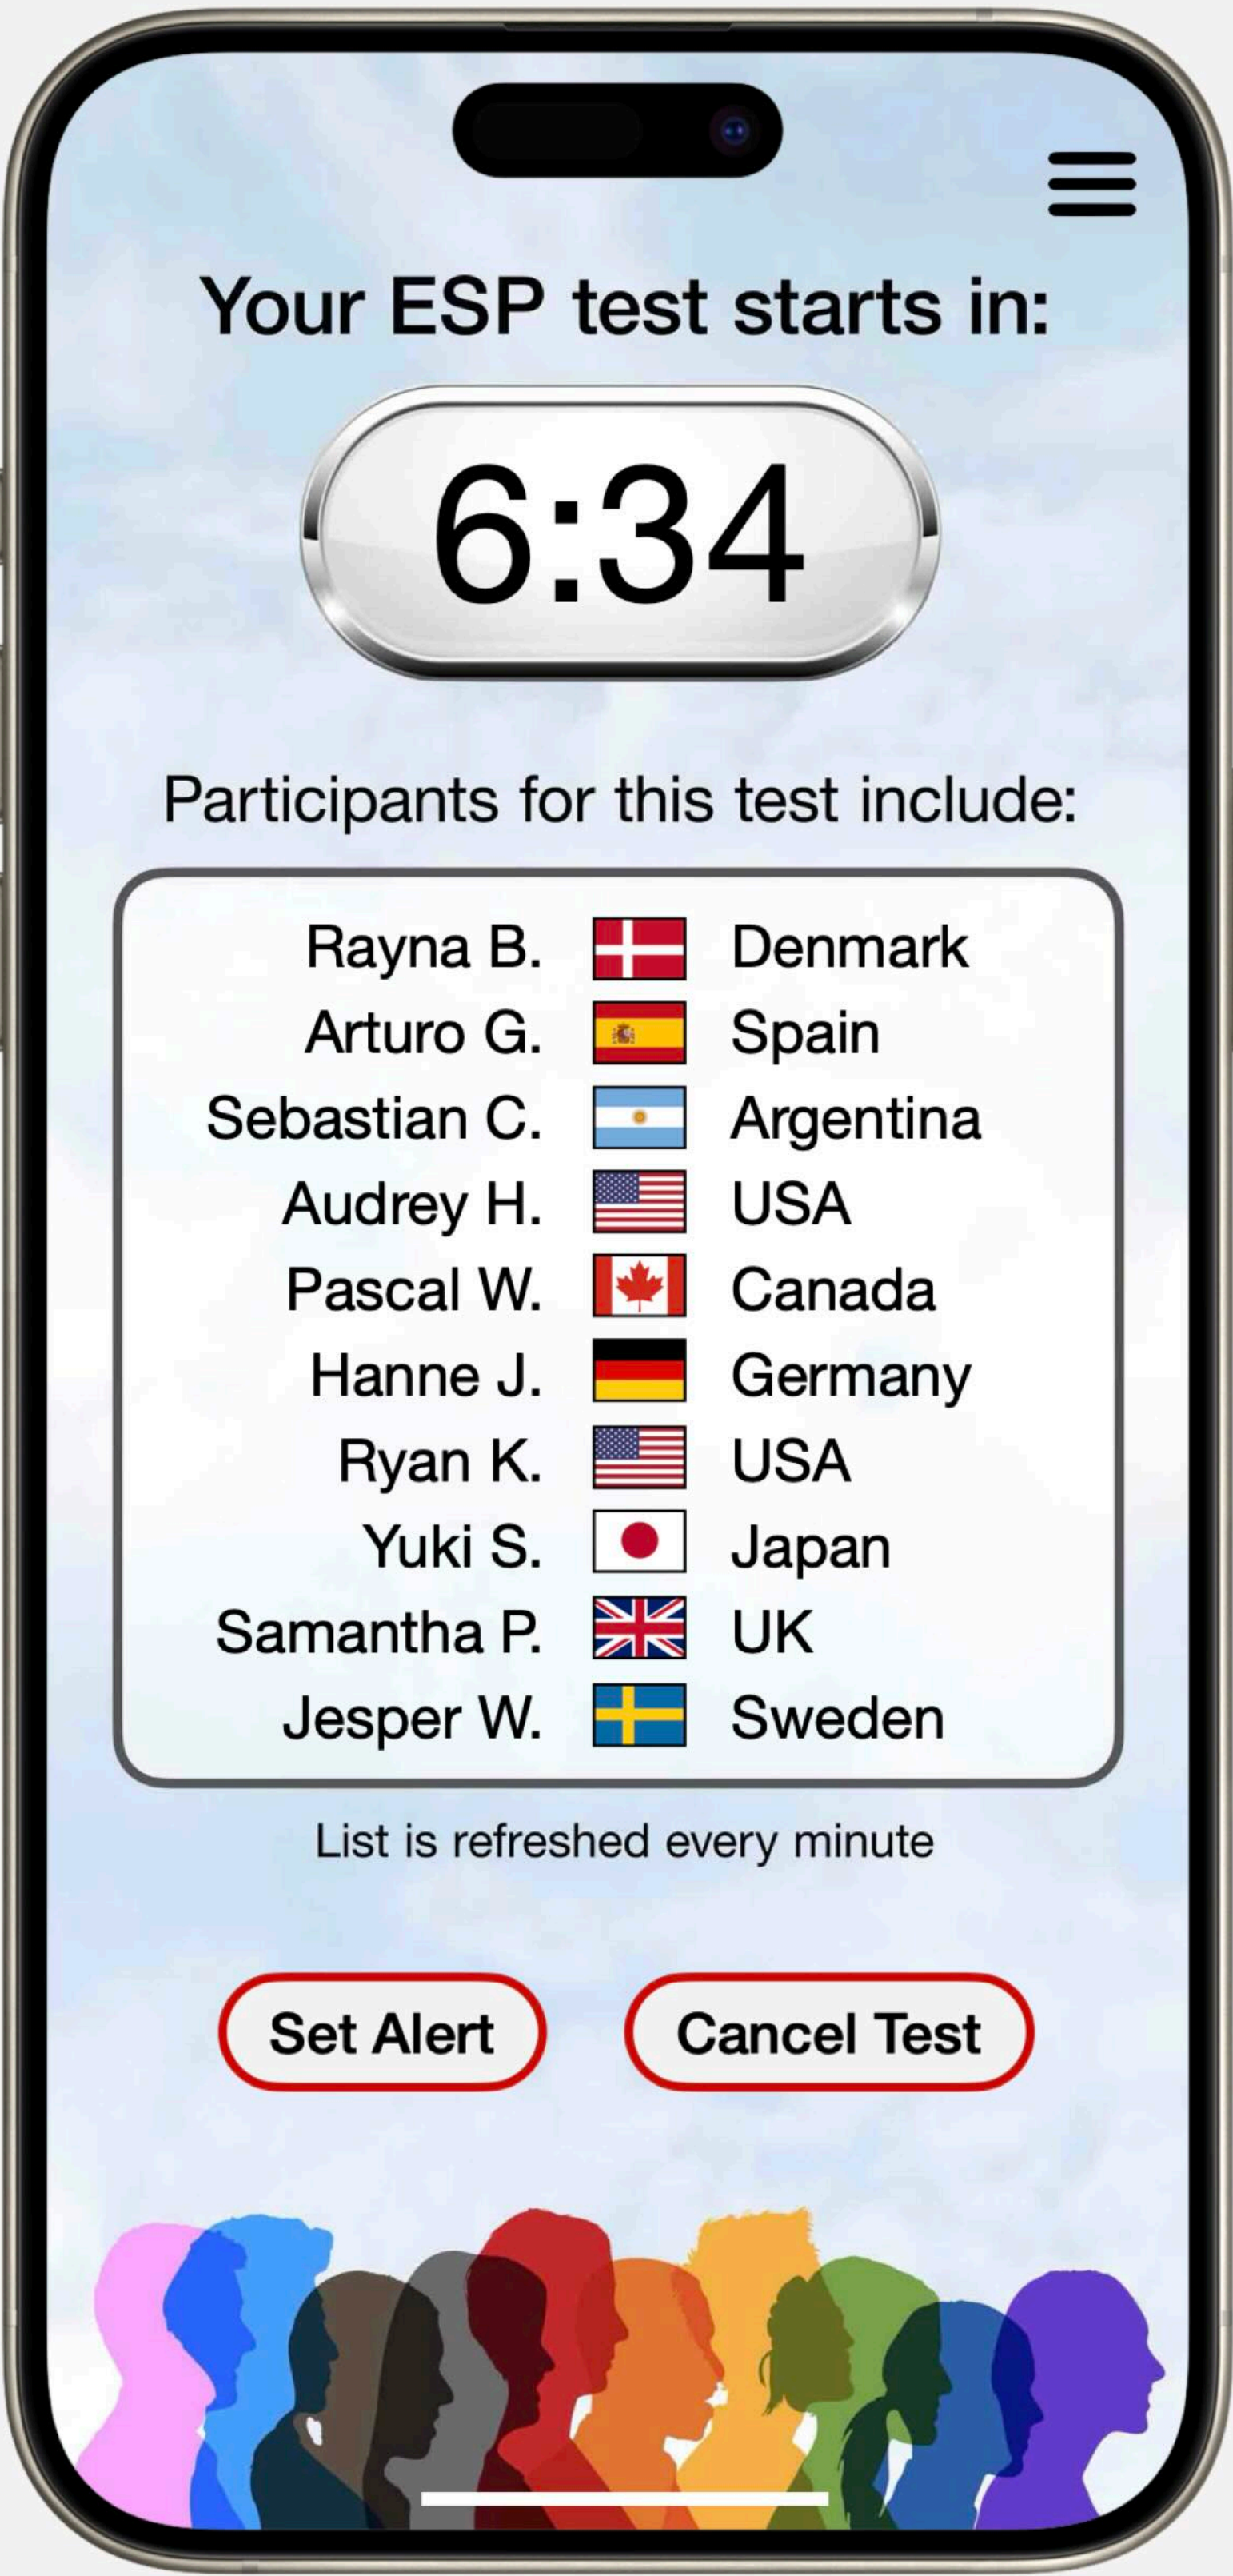 Your ESP test starts in:
6:34
Participants for this test include:
Rayna B. Denmark
Arturo G. Spain
Sebastian C. Argentina
Audrey H. USA
Pascal W. Canada
Hanne J. Germany
Ryan K. USA
Yuki S. Japan
Samantha P. UK
Jesper W. Sweden
List is refreshed every minute
Set Alert Cancel Test